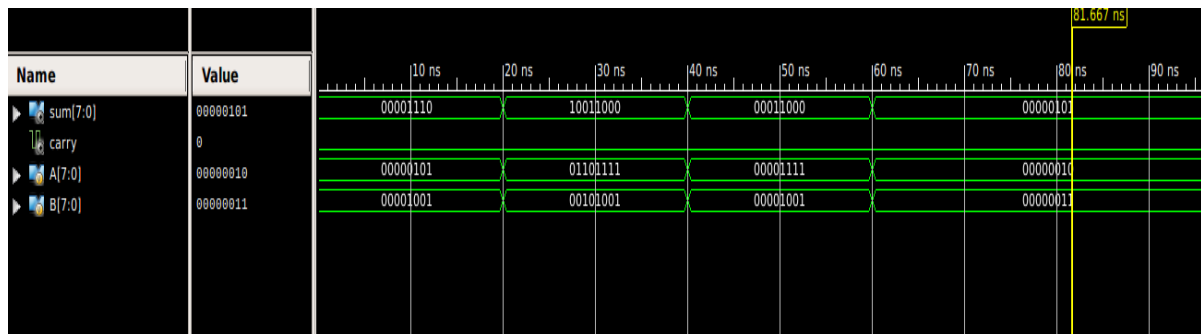 81.667 ns
Name Value 10 ns 20 ns 30 ns 40 ns 50 ns 60 ns 70 ns 80 ns 90 ns
sum[7:0] 00000101 00001110 10011000 00011000 00000101
carry 0
A[7:0] 00000010 00000101 01101111 00001111 00000010
B[7:0] 00000011 00001001 00101001 00001001 00000011